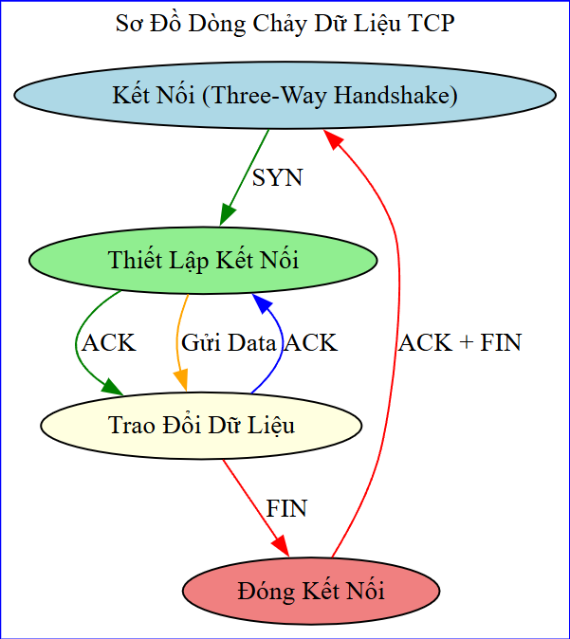 Sơ Đồ Dòng Chảy Dữ Liệu TCP
Kết Nối (Three-Way Handshake)
SYN
Thiết Lập Kết Nối
ACK
Gửi Data
ACK
ACK + FIN
Trao Đổi Dữ Liệu
FIN
Đóng Kết Nối